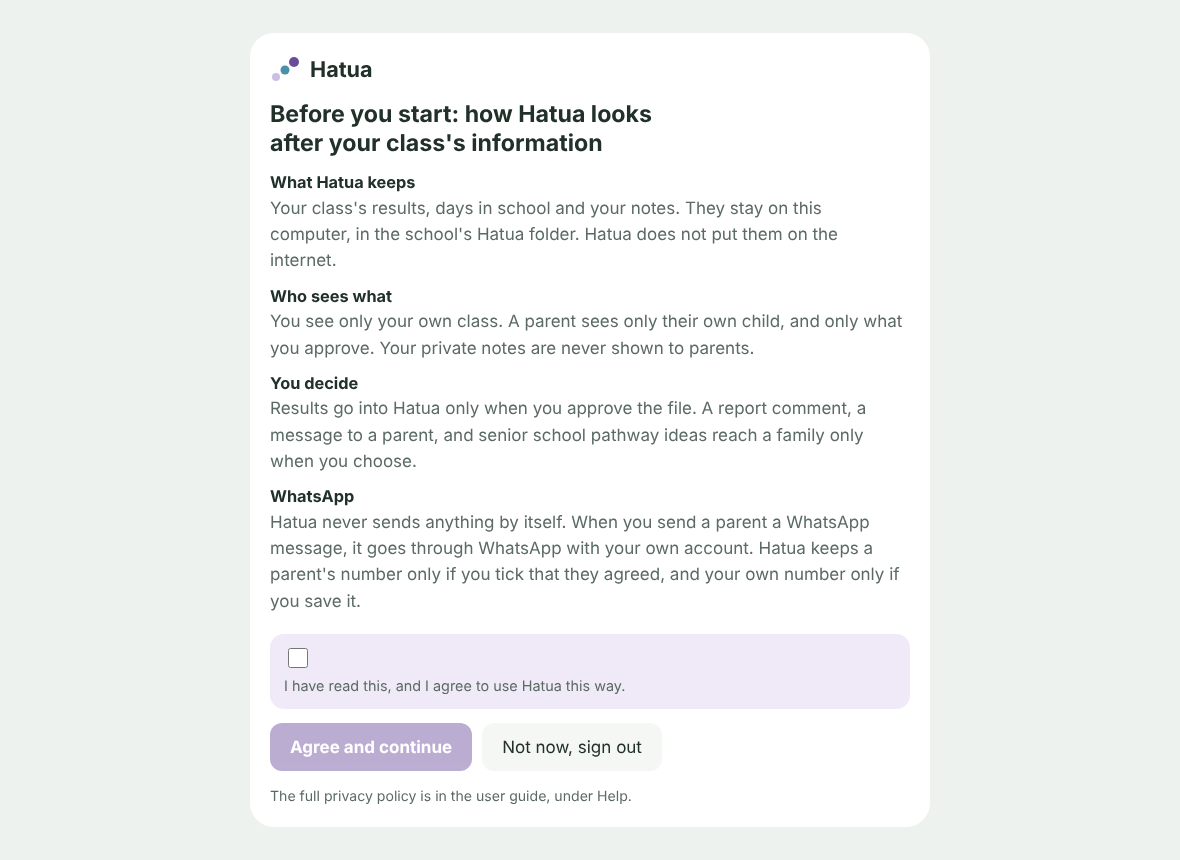 Hatua
Before you start: how Hatua looks
after your class's information
What Hatua keeps
Your class's results, days in school and your notes. They stay on this
computer, in the school's Hatua folder. Hatua does not put them on the
internet.
Who sees what
You see only your own class. A parent sees only their own child, and only what
you approve. Your private notes are never shown to parents.
You decide
Results go into Hatua only when you approve the file. A report comment, a
message to a parent, and senior school pathway ideas reach a family only
when you choose.
WhatsApp
Hatua never sends anything by itself. When you send a parent a WhatsApp
message, it goes through WhatsApp with your own account. Hatua keeps a
parent's number only if you tick that they agreed, and your own number only if
you save it.
I have read this, and I agree to use Hatua this way.
Agree and continue
Not now, sign out
The full privacy policy is in the user guide, under Help.